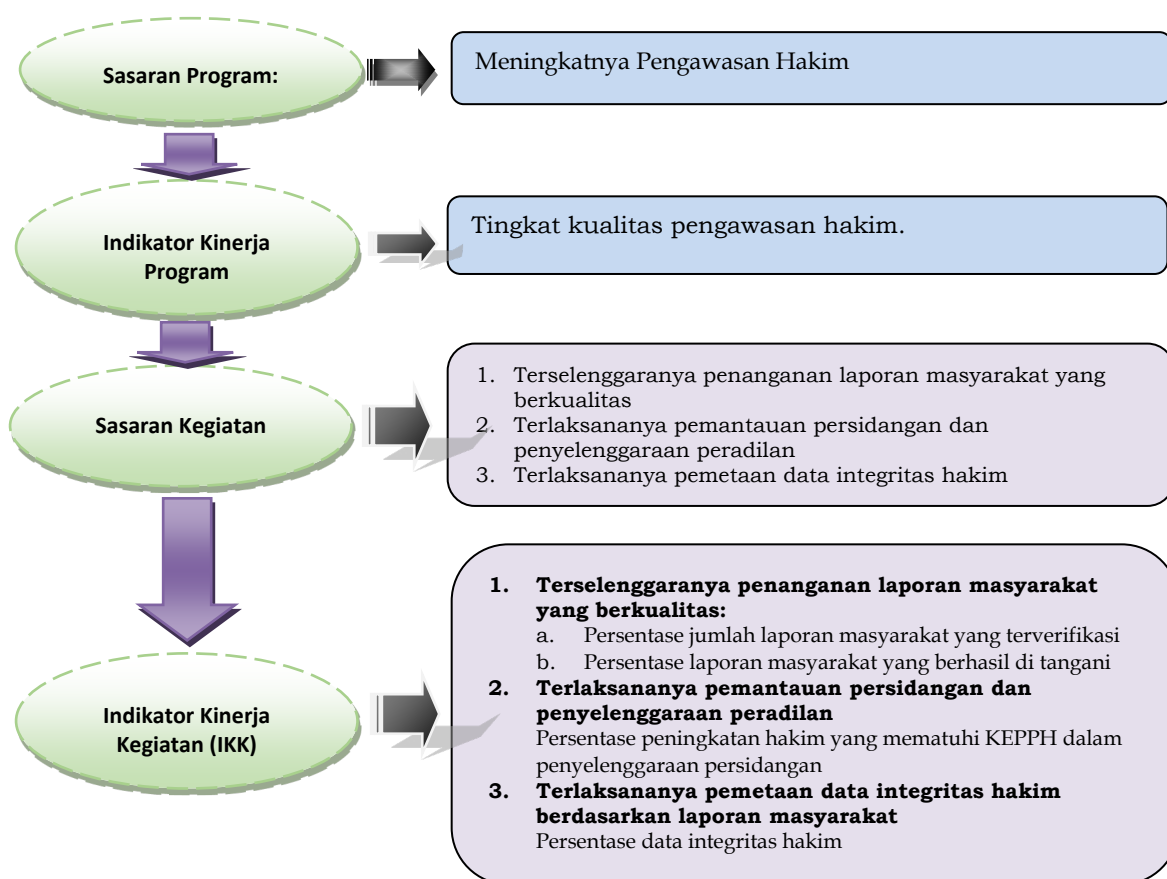 Sasaran Program:
Meningkatnya Pengawasan Hakim
Indikator Kinerja
Program
Tingkat kualitas pengawasan hakim.
Sasaran Kegiatan
1. Terselenggaranya penanganan laporan masyarakat yang
berkualitas
2. Terlaksananya pemantauan persidangan dan
penyelenggaraan peradilan
3. Terlaksananya pemetaan data integritas hakim
Indikator Kinerja
Kegiatan (IKK)
1. Terselenggaranya penanganan laporan masyarakat
yang berkualitas:
a. Persentase jumlah laporan masyarakat yang terverifikasi
b. Persentase laporan masyarakat yang berhasil di tangani
2. Terlaksananya pemantauan persidangan dan
penyelenggaraan peradilan
Persentase peningkatan hakim yang mematuhi KEPPH dalam
penyelenggaraan persidangan
3. Terlaksananya pemetaan data integritas hakim
berdasarkan laporan masyarakat
Persentase data integritas hakim